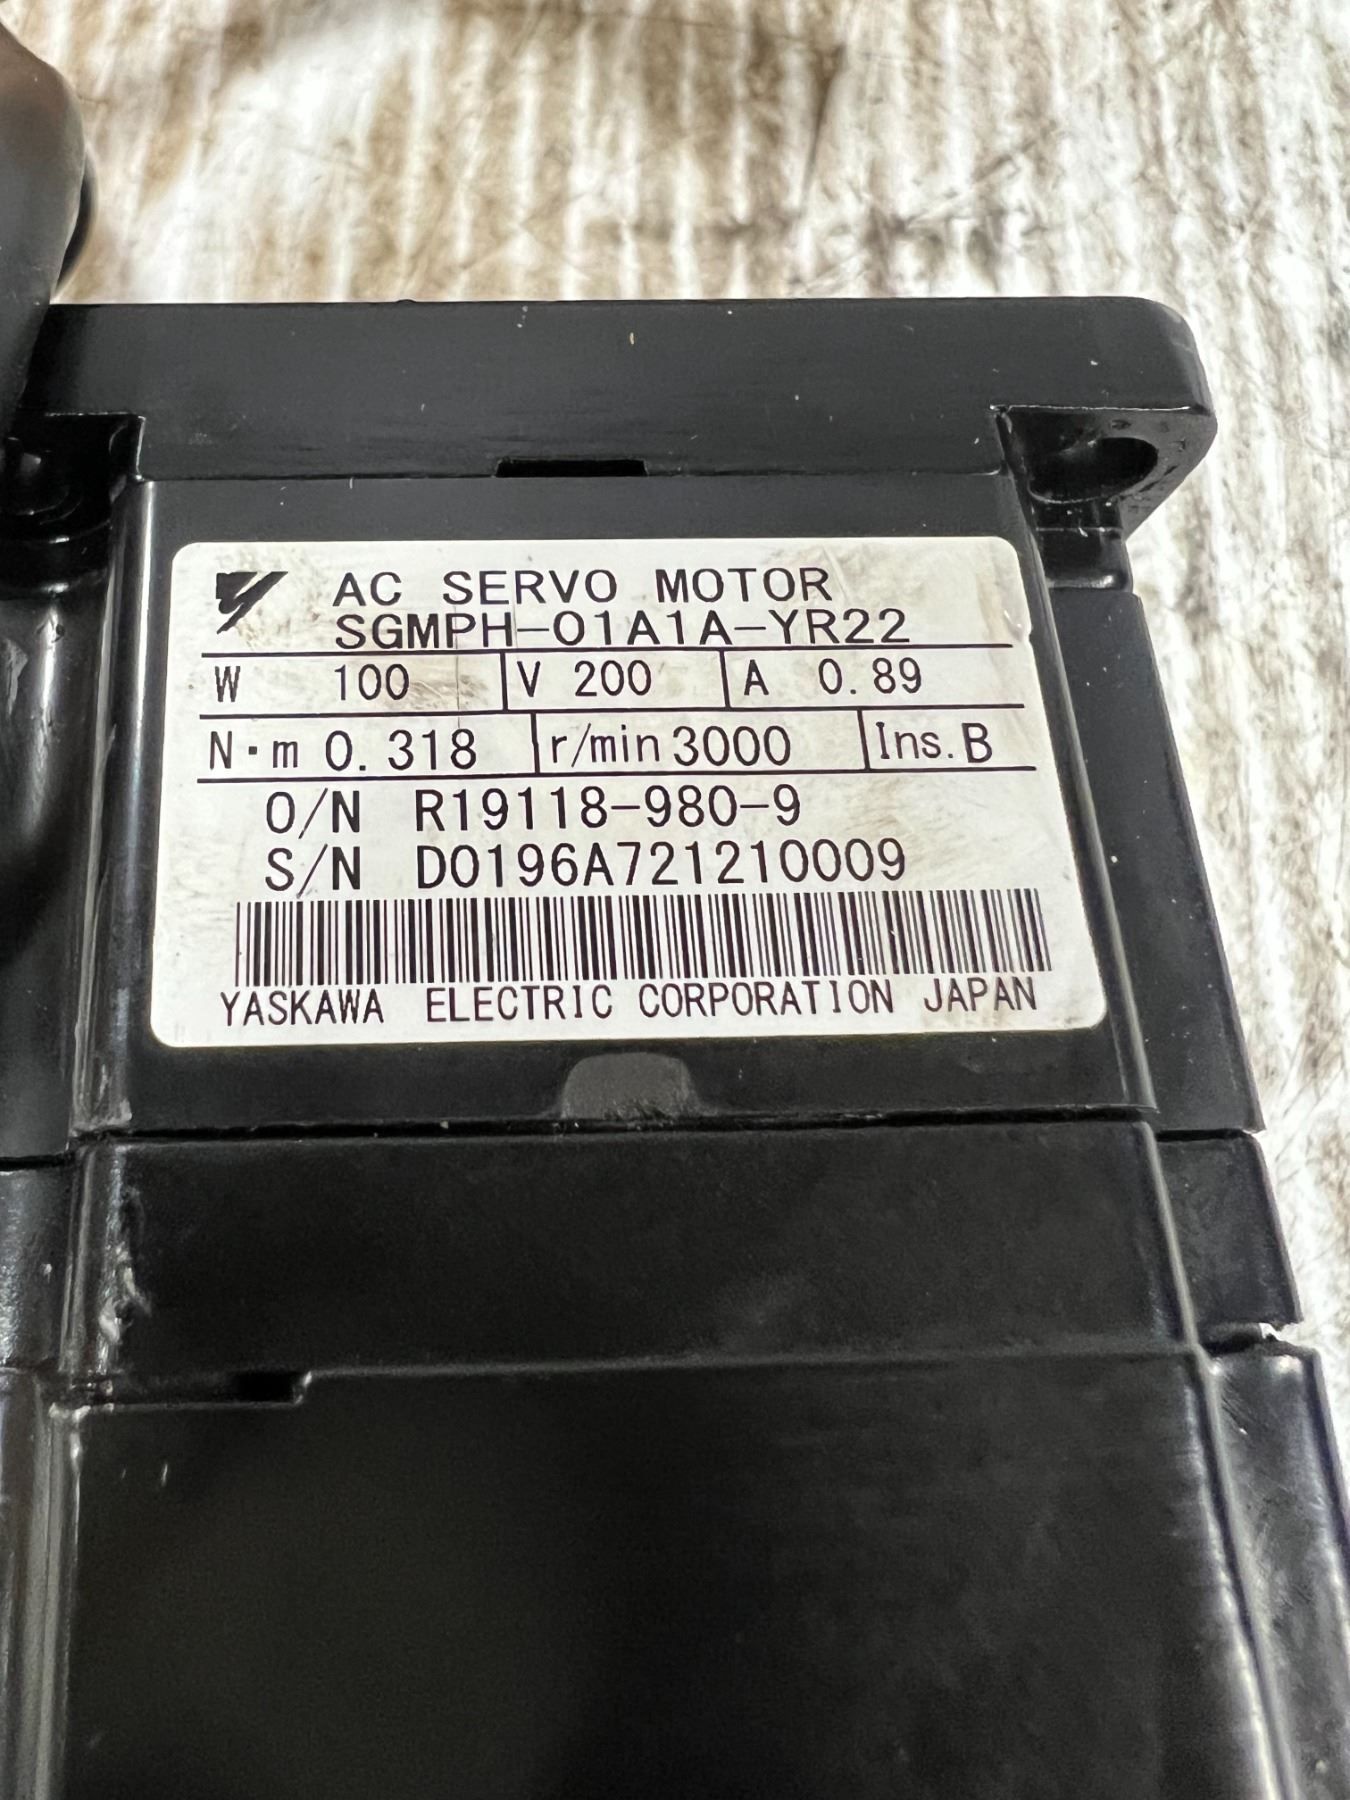 AC SERVO MOTOR
SGMPH-01A1A-YR22
W 100 V 200 A 0.89
N·m 0.318 r/min 3000 Ins. B
O/N R19118-980-9
S/N D0196A721210009
YASKAWA ELECTRIC CORPORATION JAPAN